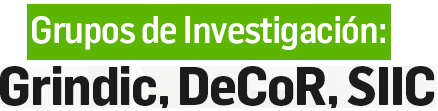 Grupos de Investigación:
Grindic, DeCoR, SIIC